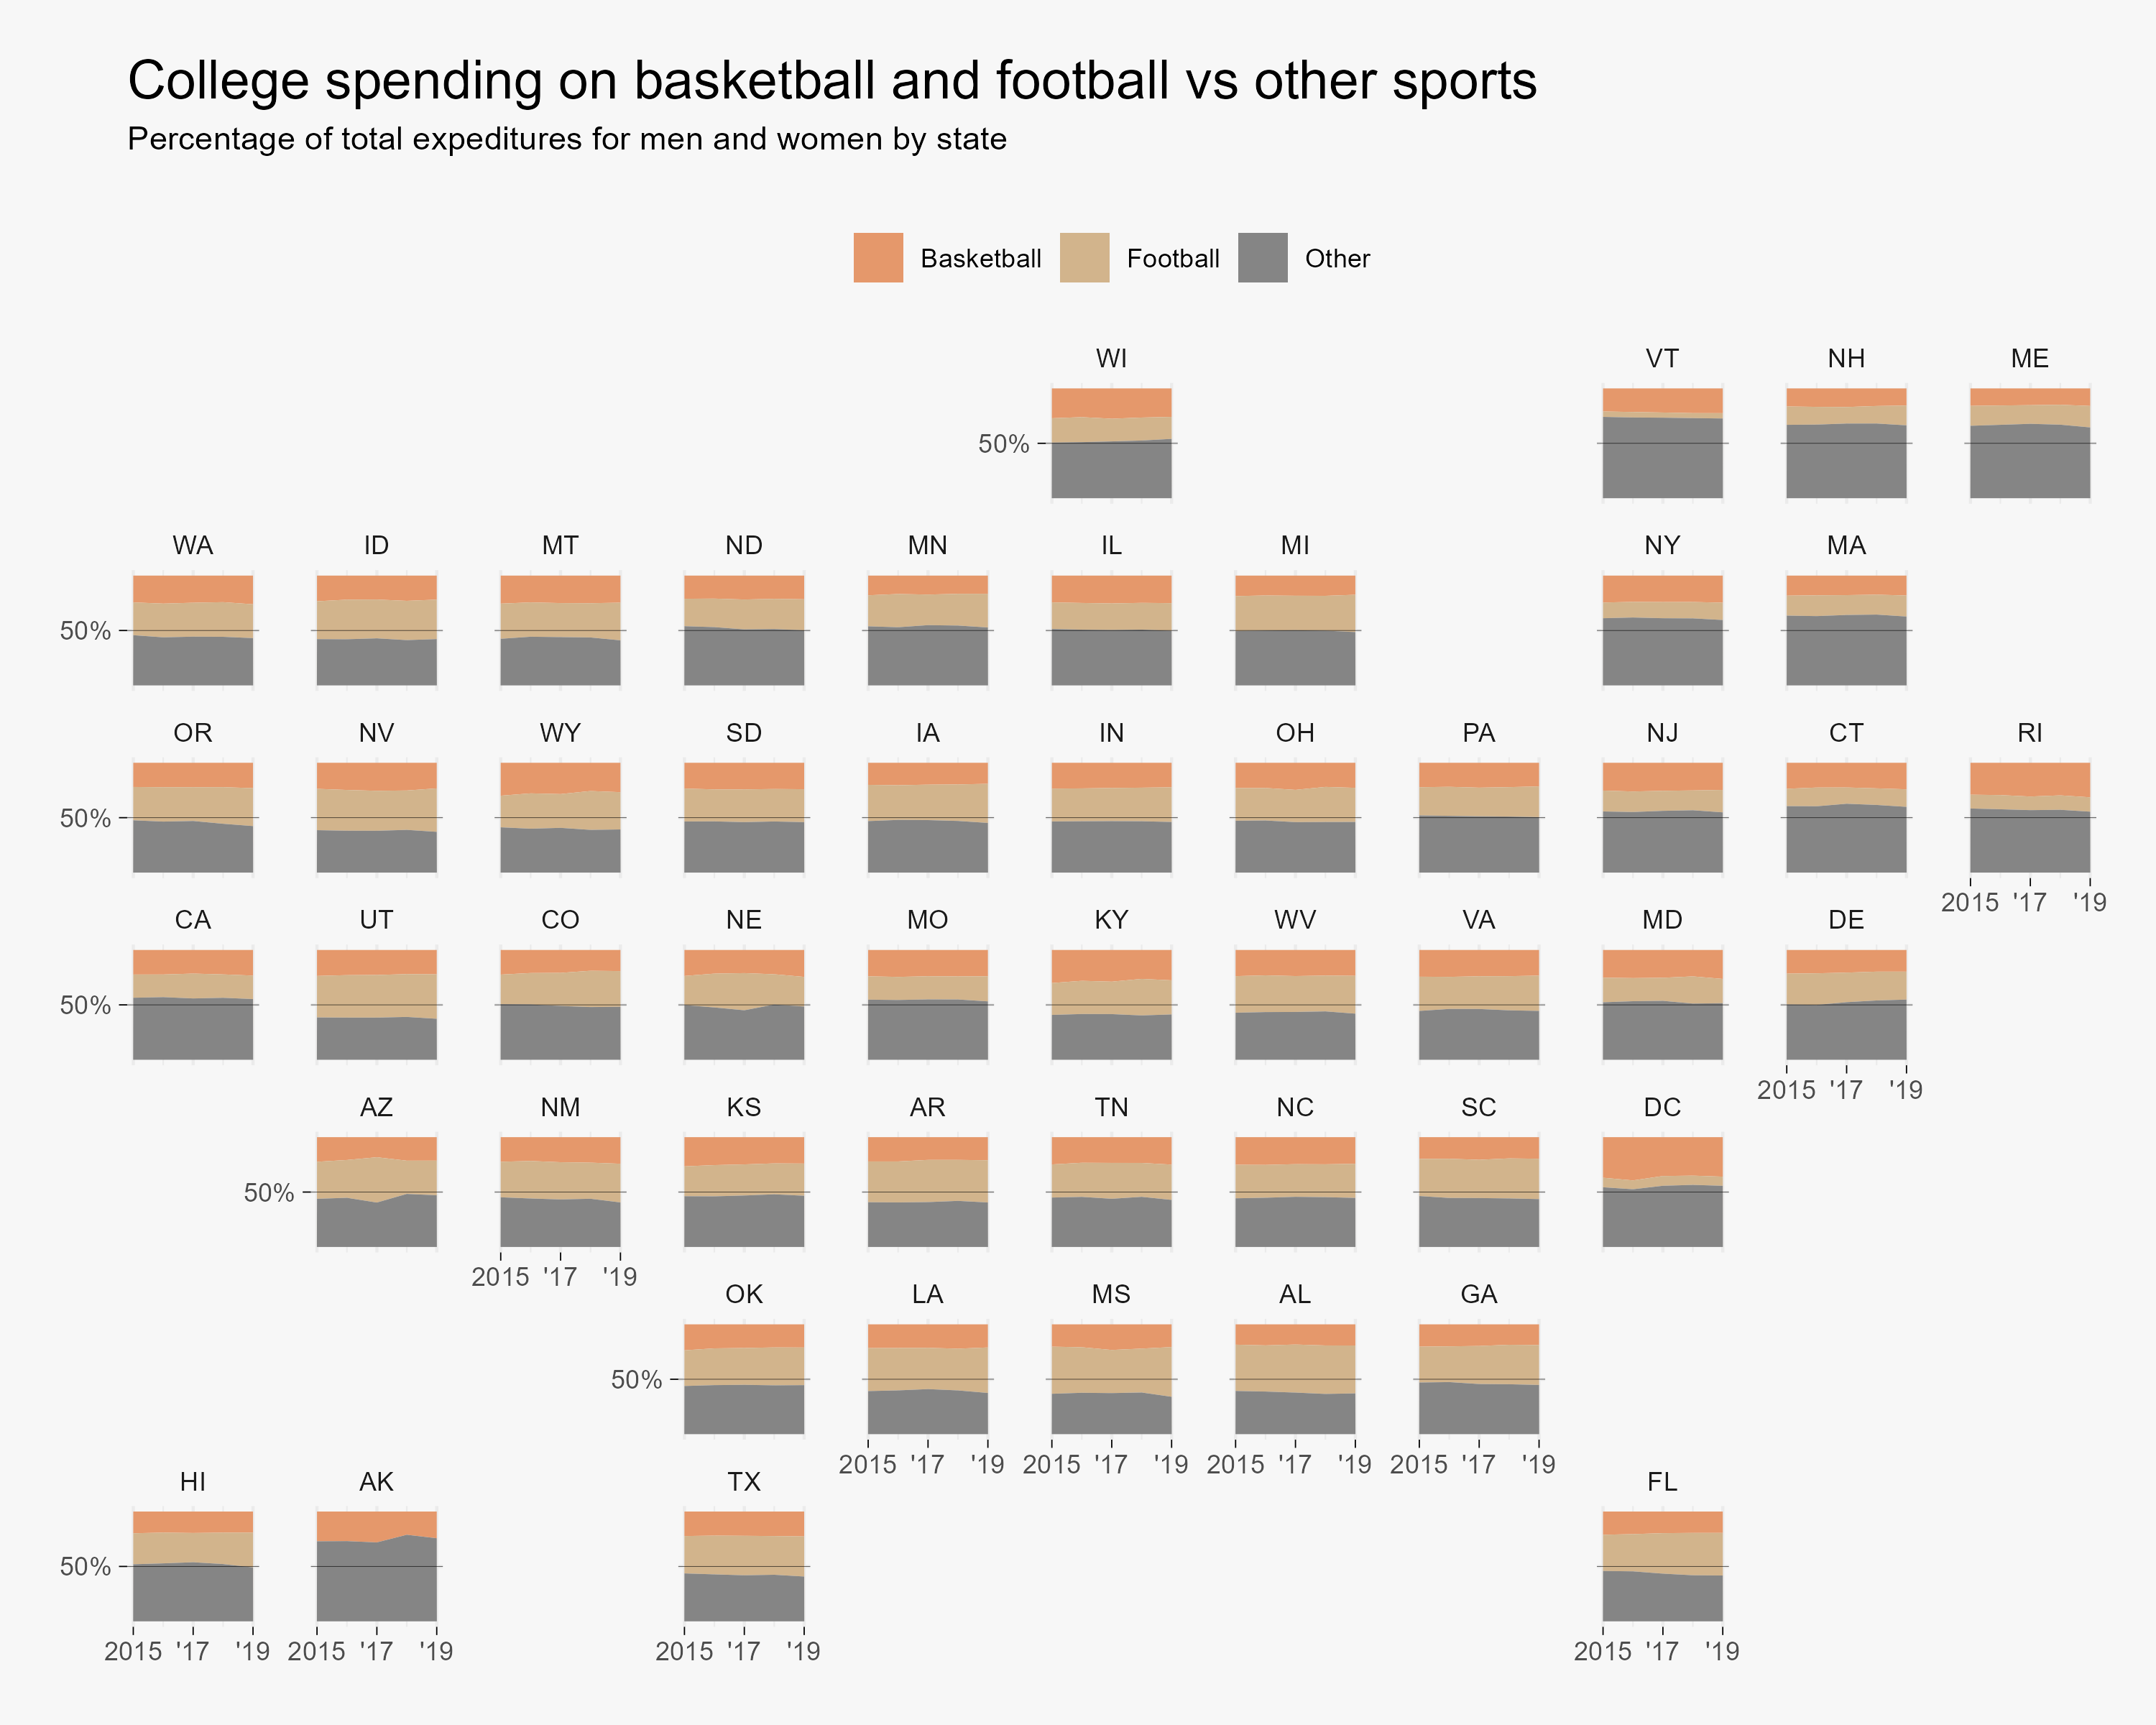 College spending on basketball and football vs other sports
Percentage of total expeditures for men and women by state
Basketball Football Other
WI VT NH ME
50%
WA ID MT ND MN IL MI NY MA
50%
OR NV WY SD IA IN OH PA NJ CT RI
50%
2015 '17 '19
CA UT CO NE MO KY WV VA MD DE
50%
2015 '17 '19
AZ NM KS AR TN NC SC DC
50%
2015 '17 '19
OK LA MS AL GA
50%
2015 '17 '19 2015 '17 '19 2015 '17 '19 2015 '17 '19
HI AK TX FL
50%
2015 '17 '19 2015 '17 '19 2015 '17 '19 2015 '17 '19